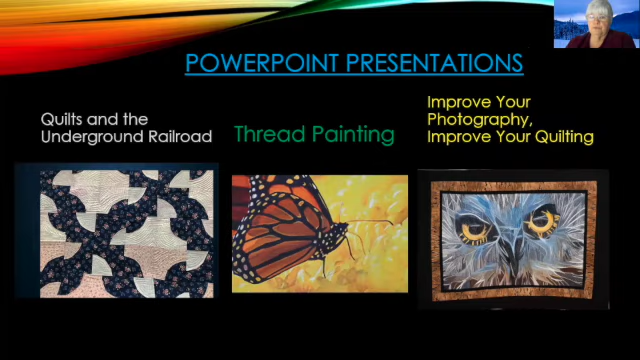 POWERPOINT PRESENTATIONS
Quilts and the
Underground Railroad
Thread Painting
Improve Your
Photography,
Improve Your Quilting